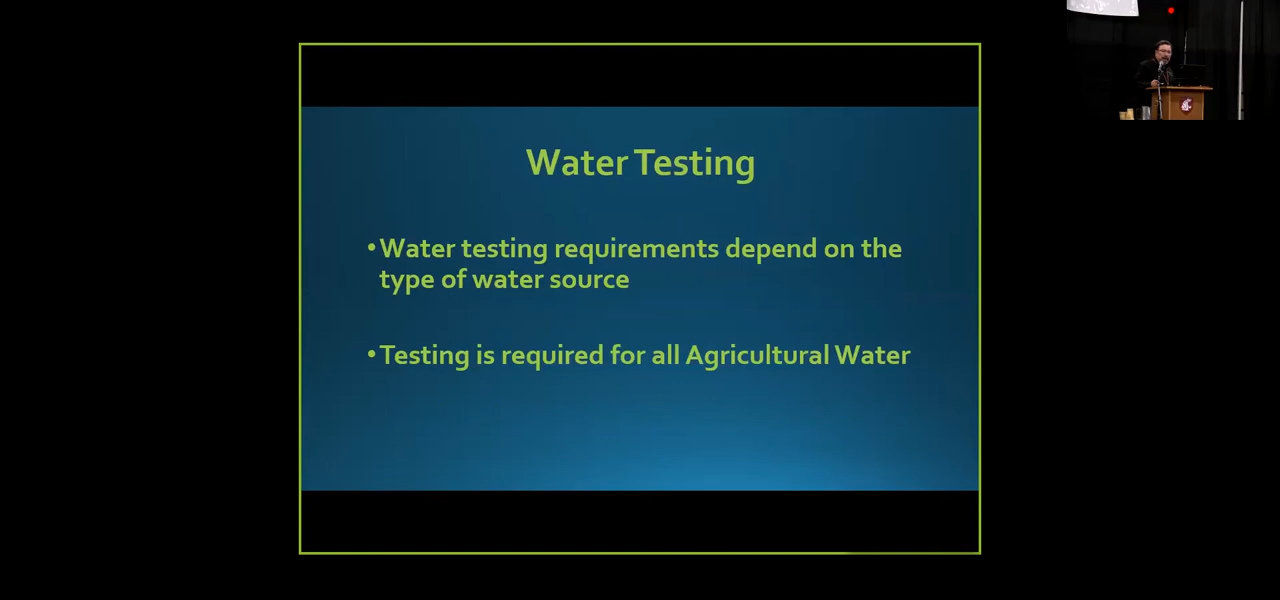 Water Testing
• Water testing requirements depend on the
type of water source
• Testing is required for all Agricultural Water